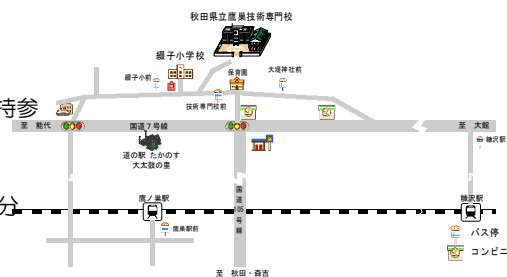 秋田県立鷹巣技術専門校
綴子小学校
保育園
大堤神社前
綴子小前
技術専門校前
持参
至 能代
国道7号線
至 大館
糠沢駅
道の駅 たかのす
大太鼓の里
分
鷹ノ巣駅
国道105号線
糠沢駅
鷹巣駅前
バス停
コンビニ
至 秋田・森吉